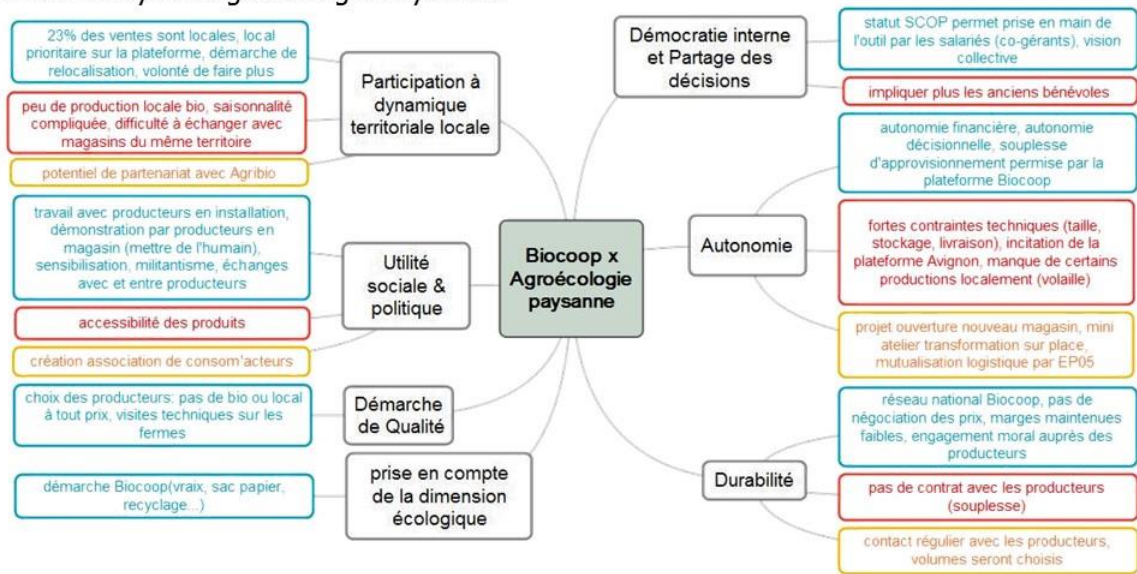 23% des ventes sont locales, local
prioritaire sur la plateforme, démarche de
relocalisation, volonté de faire plus
peu de production locale bio, saisonnalité
compliquée, difficulté à échanger avec
magasins du même territoire
potentiel de partenariat avec Agribio
Participation à
dynamique
territoriale locale
travail avec producteurs en installation,
démonstration par producteurs en
magasin (mettre de l'humain),
sensibilisation, militantisme, échanges
avec et entre producteurs
accessibilité des produits
création association de consom'acteurs
Utilité
sociale &
politique
choix des producteurs: pas de bio ou local
à tout prix, visites techniques sur les
fermes
Démarche
de Qualité
démarche Biocoop(vraix, sac papier,
recyclage...)
prise en compte
de la dimension
écologique
Biocoop x
Agroécologie
paysanne
Démocratie interne
et Partage des
décisions
statut SCOP permet prise en main de
l'outil par les salariés (co-gérants), vision
collective
impliquer plus les anciens bénévoles
Autonomie
autonomie financière, autonomie
décisionnelle, souplesse
d'approvisionnement permise par la
plateforme Biocoop
fortes contraintes techniques (taille,
stockage, livraison), incitation de la
plateforme Avignon, manque de certains
productions localement (volaille)
projet ouverture nouveau magasin, mini
atelier transformation sur place,
mutualisation logistique par EP05
Durabilité
réseau national Biocoop, pas de
négociation des prix, marges maintenues
faibles, engagement moral auprès des
producteurs
pas de contrat avec les producteurs
(souplesse)
contact régulier avec les producteurs,
volumes seront choisis